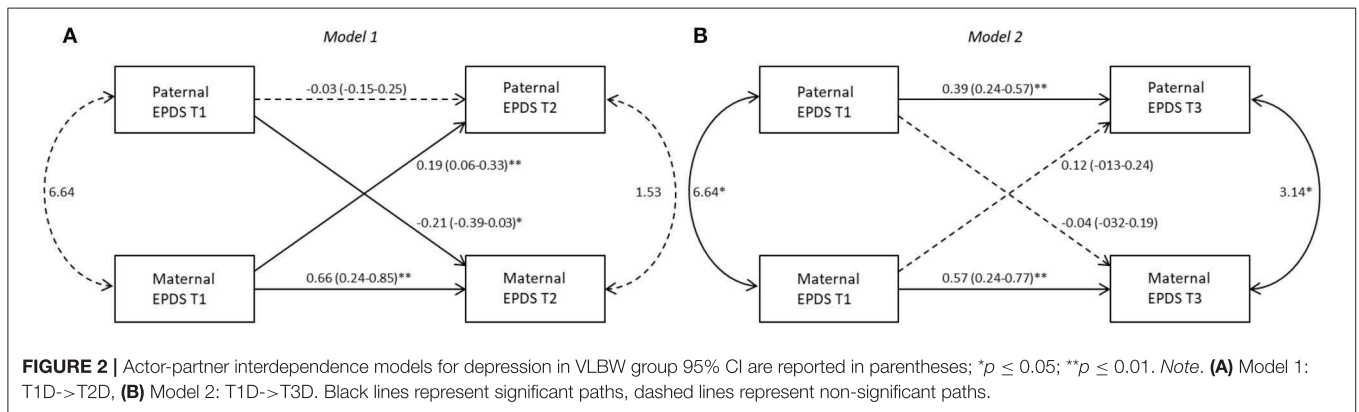 A
Model 1
Paternal
EPDS T1
-0.03 (-0.15-0.25)
Paternal
EPDS T2
6.64
0.19 (0.06-0.33)**
-0.21 (-0.39-0.03)*
1.53
Maternal
EPDS T1
0.66 (0.24-0.85)**
Maternal
EPDS T2
B
Model 2
Paternal
EPDS T1
0.39 (0.24-0.57)**
Paternal
EPDS T3
6.64*
0.12 (-013-0.24)
-0.04 (-032-0.19)
3.14*
Maternal
EPDS T1
0.57 (0.24-0.77)**
Maternal
EPDS T3
FIGURE 2 | Actor-partner interdependence models for depression in VLBW group 95% CI are reported in parentheses; *p ≤ 0.05; **p ≤ 0.01. Note. (A) Model 1:
T1D->T2D, (B) Model 2: T1D->T3D. Black lines represent significant paths, dashed lines represent non-significant paths.